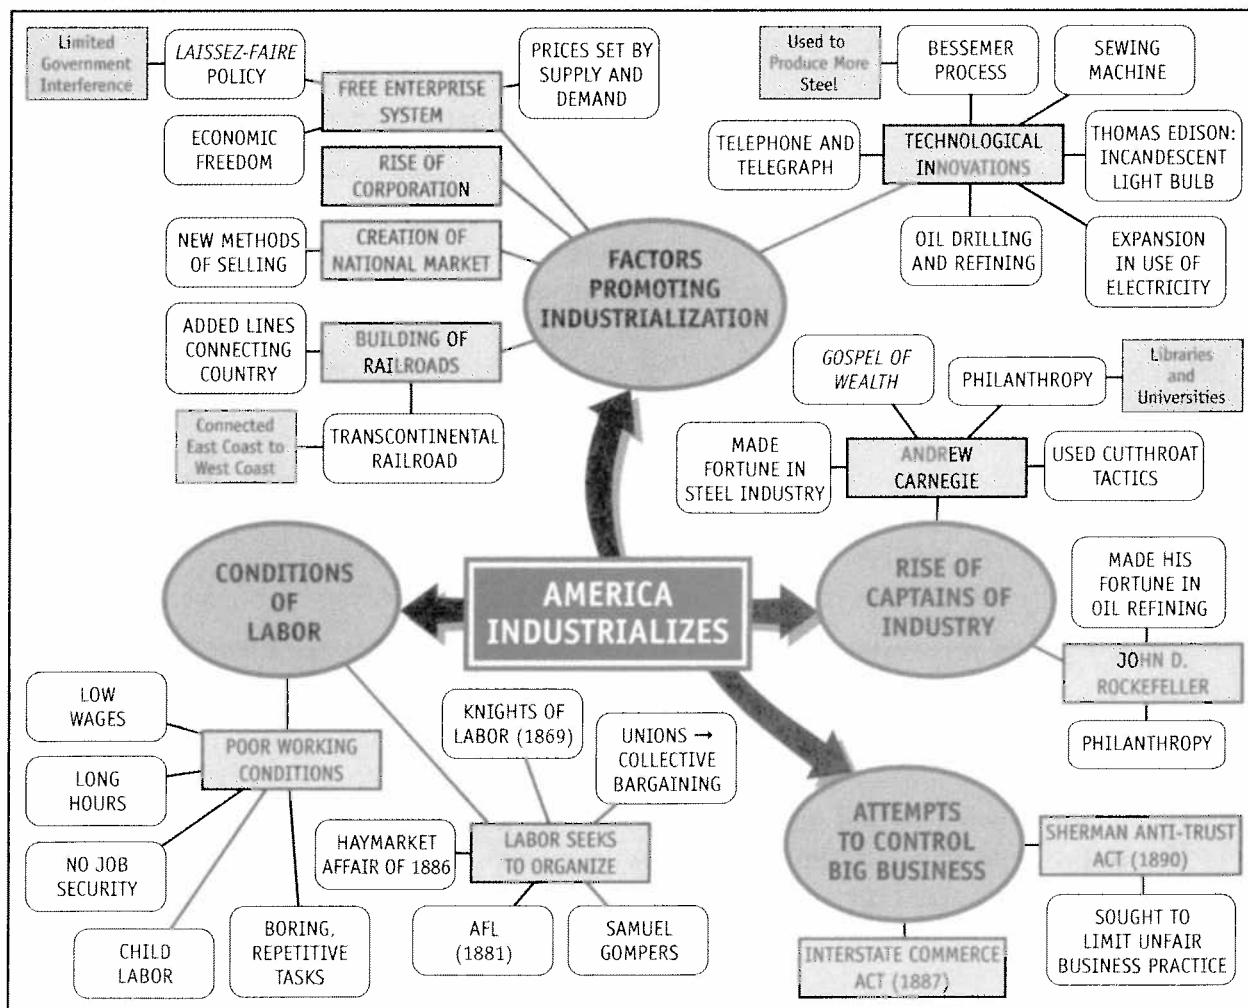 Limited
Government
Interference
LAISSEZ-FAIRE
POLICY
PRICES SET BY
SUPPLY AND
DEMAND
FREE ENTERPRISE
SYSTEM
ECONOMIC
FREEDOM
RISE OF
CORPORATION
NEW METHODS
OF SELLING
CREATION OF
NATIONAL MARKET
ADDED LINES
CONNECTING
COUNTRY
BUILDING OF
RAILROADS
Connected
East Coast to
West Coast
TRANSCONTINENTAL
RAILROAD
FACTORS
PROMOTING
INDUSTRIALIZATION
Used to
Produce More
Steel
BESSEMER
PROCESS
SEWING
MACHINE
TELEPHONE AND
TELEGRAPH
TECHNOLOGICAL
INNOVATIONS
THOMAS EDISON:
INCANDESCENT
LIGHT BULB
OIL DRILLING
AND REFINING
EXPANSION
IN USE OF
ELECTRICITY
GOSPEL OF
WEALTH
PHILANTHROPY
Libraries
and
Universities
MADE
FORTUNE IN
STEEL INDUSTRY
ANDREW
CARNEGIE
USED CUTTHROAT
TACTICS
CONDITIONS
OF
LABOR
AMERICA
INDUSTRIALIZES
RISE OF
CAPTAINS OF
INDUSTRY
MADE HIS
FORTUNE IN
OIL REFINING
JOHN D.
ROCKEFELLER
PHILANTHROPY
LOW
WAGES
POOR WORKING
CONDITIONS
LONG
HOURS
NO JOB
SECURITY
CHILD
LABOR
BORING,
REPETITIVE
TASKS
KNIGHTS OF
LABOR (1869)
UNIONS →
COLLECTIVE
BARGAINING
HAYMARKET
AFFAIR OF 1886
LABOR SEEKS
TO ORGANIZE
AFL
(1881)
SAMUEL
GOMPERS
ATTEMPTS
TO CONTROL
BIG BUSINESS
SHERMAN ANTI-TRUST
ACT (1890)
INTERSTATE COMMERCE
ACT (1887)
SOUGHT TO
LIMIT UNFAIR
BUSINESS PRACTICE